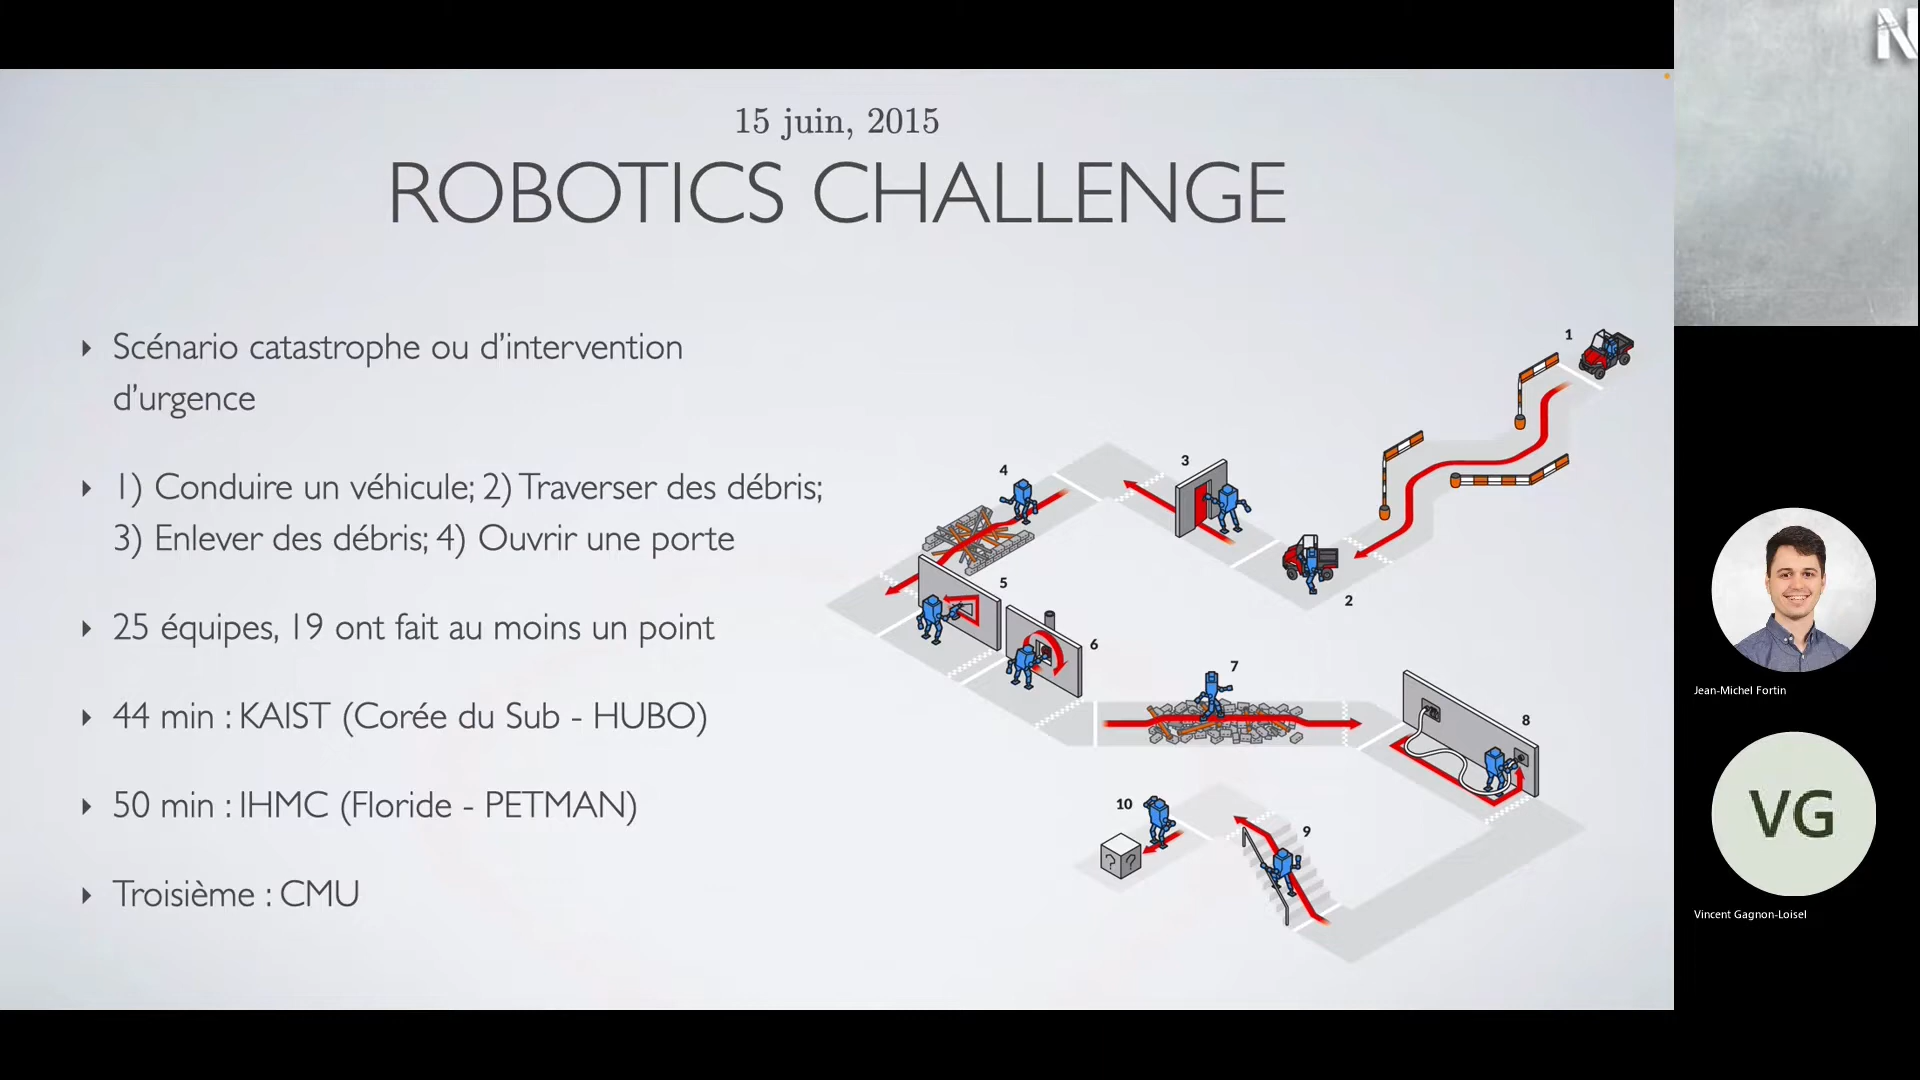 15 juin, 2015
ROBOTICS CHALLENGE
Scénario catastrophe ou d'intervention
d'urgence
1) Conduire un véhicule; 2) Traverser des débris;
3) Enlever des débris; 4) Ouvrir une porte
25 équipes, 19 ont fait au moins un point
44 min : KAIST (Corée du Sub - HUBO)
50 min : IHMC (Floride - PETMAN)
Troisième : CMU
1
2
3
4
5
6
7
8
9
10
? ?
N
Jean-Michel Fortin
VG
Vincent Gagnon-Loisel